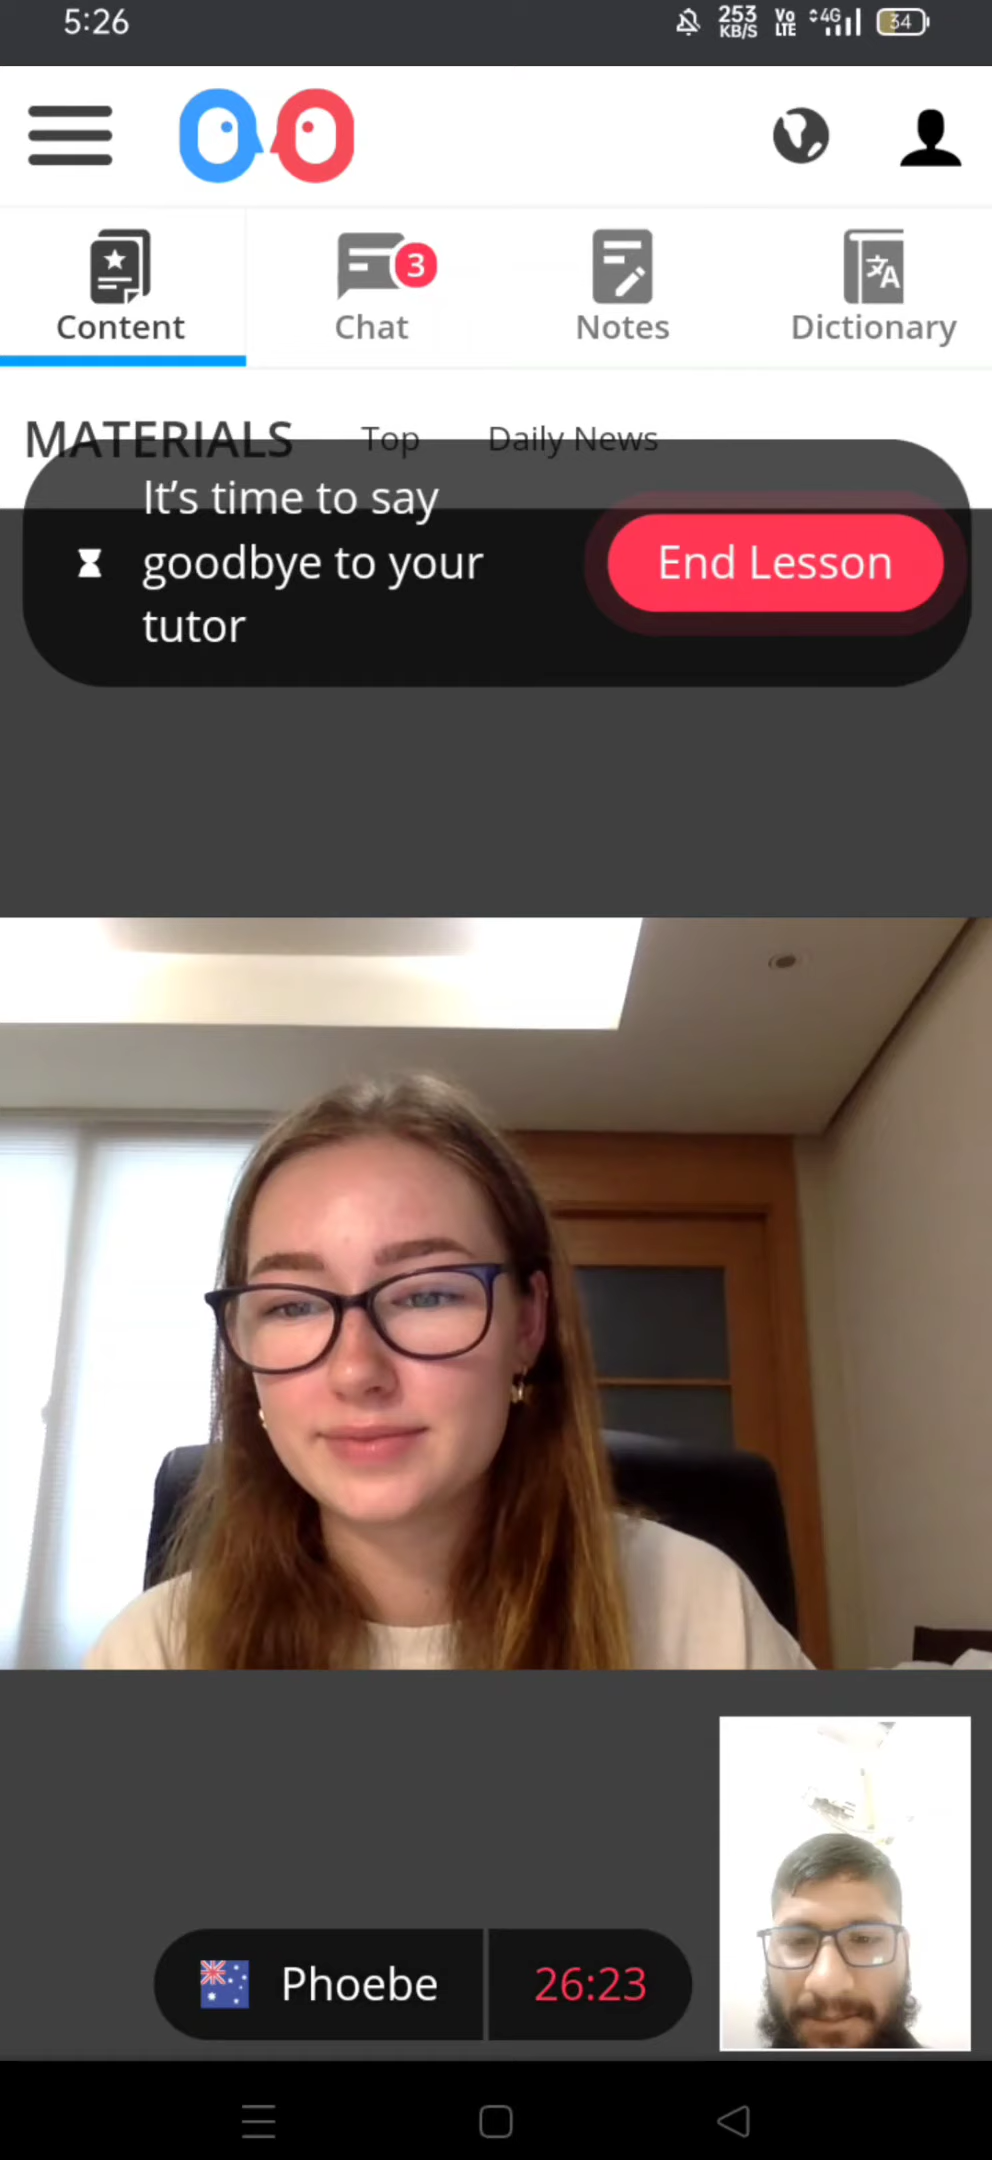 5:26
253
KB/S
Vo
LTE
4G
34
Content
Chat
3
Notes
Dictionary
MATERIALS
Top
Daily News
It’s time to say
goodbye to your
tutor
End Lesson
Phoebe
26:23